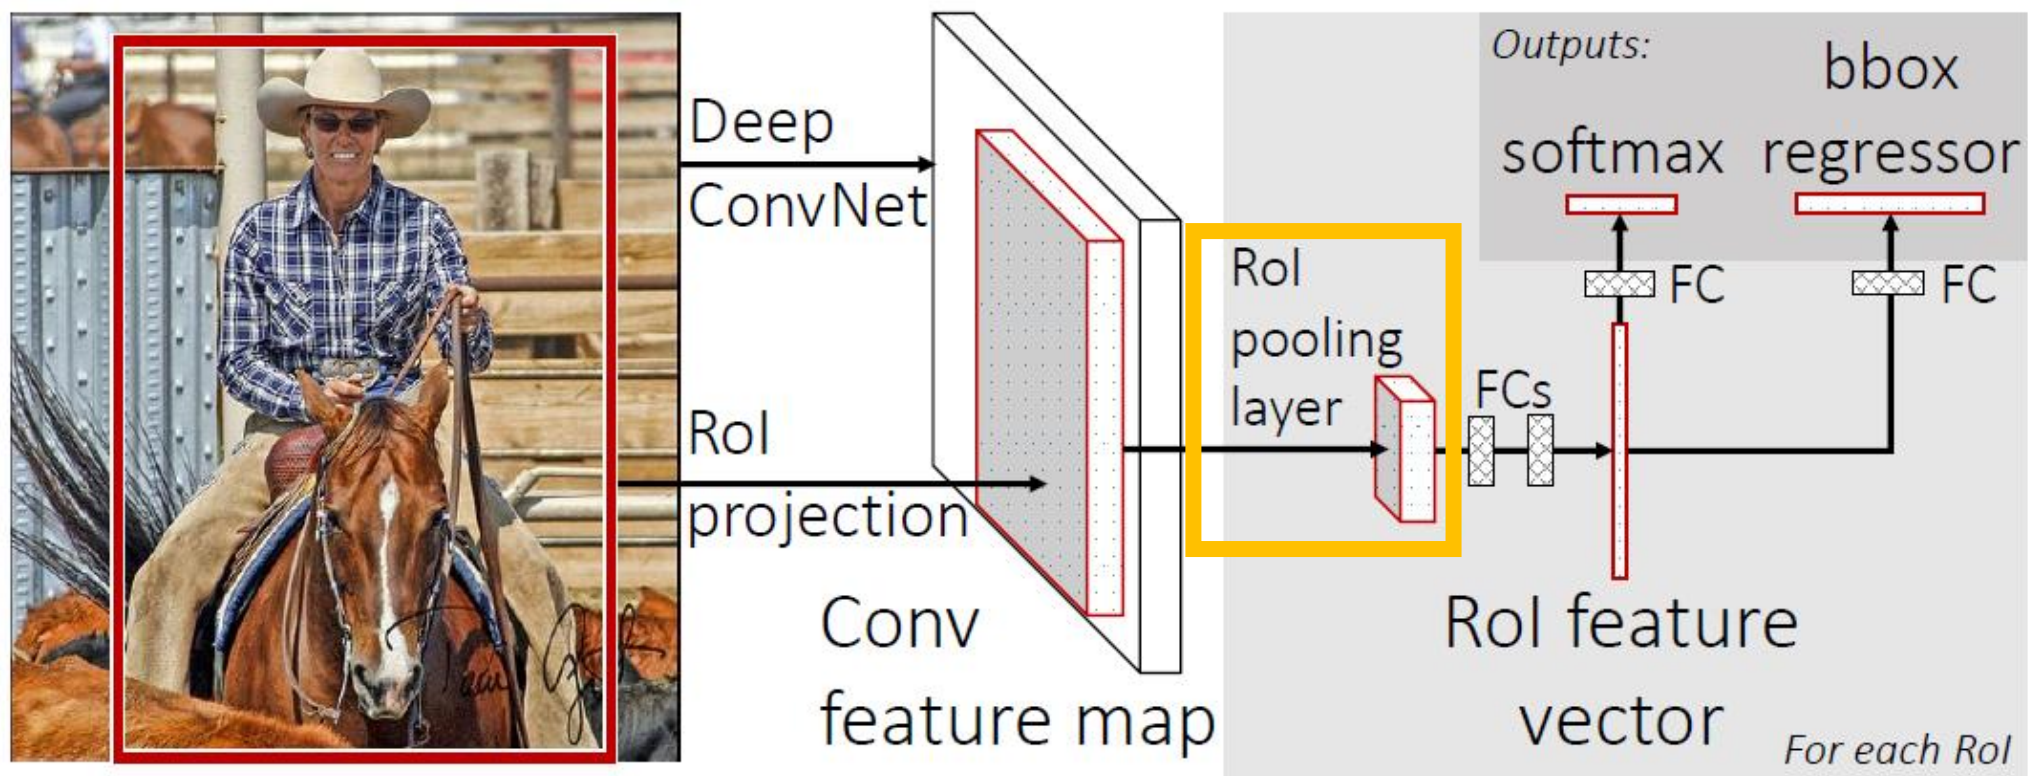 Deep
ConvNet
RoI
projection
Conv
feature map
RoI
pooling
layer
FCs
Outputs:
softmax
bbox
regressor
FC
FC
RoI feature
vector
For each RoI